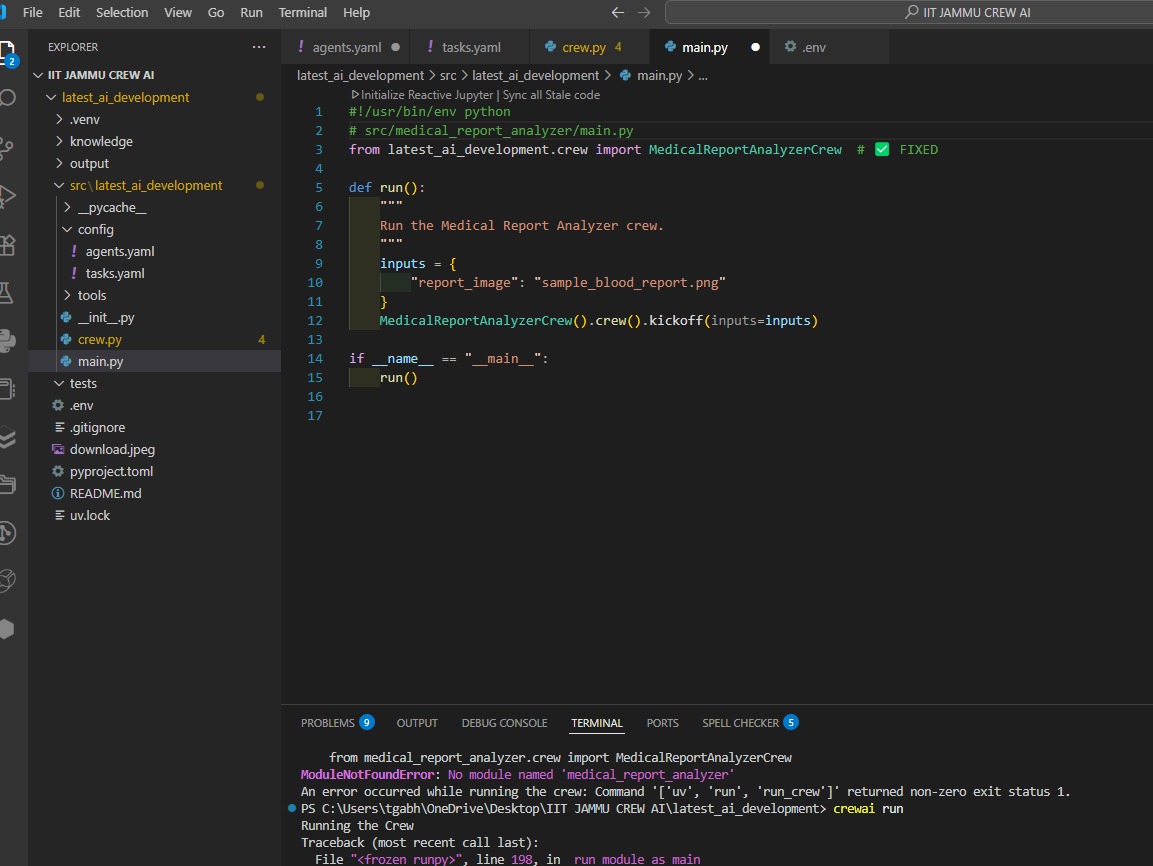 File Edit Selection View Go Run Terminal Help
IIT JAMMU CREW AI
EXPLORER
IIT JAMMU CREW AI
latest_ai_development
.venv
knowledge
output
src\latest_ai_development
__pycache__
config
! agents.yaml
! tasks.yaml
tools
__init__.py
crew.py 4
main.py
tests
.env
.gitignore
download.jpeg
pyproject.toml
README.md
uv.lock
2
! agents.yaml ● ! tasks.yaml crew.py 4 main.py ● .env
latest_ai_development > src > latest_ai_development > main.py > ...
Initialize Reactive Jupyter | Sync all Stale code
1 #!/usr/bin/env python
2 # src/medical_report_analyzer/main.py
3 from latest_ai_development.crew import MedicalReportAnalyzerCrew # ✅ FIXED
4
5 def run():
6 """
7 Run the Medical Report Analyzer crew.
8 """
9 inputs = {
10 "report_image": "sample_blood_report.png"
11 }
12 MedicalReportAnalyzerCrew().crew().kickoff(inputs=inputs)
13
14 if __name__ == "__main__":
15 run()
16
17
PROBLEMS 9 OUTPUT DEBUG CONSOLE TERMINAL PORTS SPELL CHECKER 5
from medical_report_analyzer.crew import MedicalReportAnalyzerCrew
ModuleNotFoundError: No module named 'medical_report_analyzer'
An error occurred while running the crew: Command '['uv', 'run', 'run_crew']' returned non-zero exit status 1.
PS C:\Users\tgabh\OneDrive\Desktop\IIT JAMMU CREW AI\latest_ai_development> crewai run
Running the Crew
Traceback (most recent call last):
File "<frozen runpy>", line 198, in _run_module_as_main